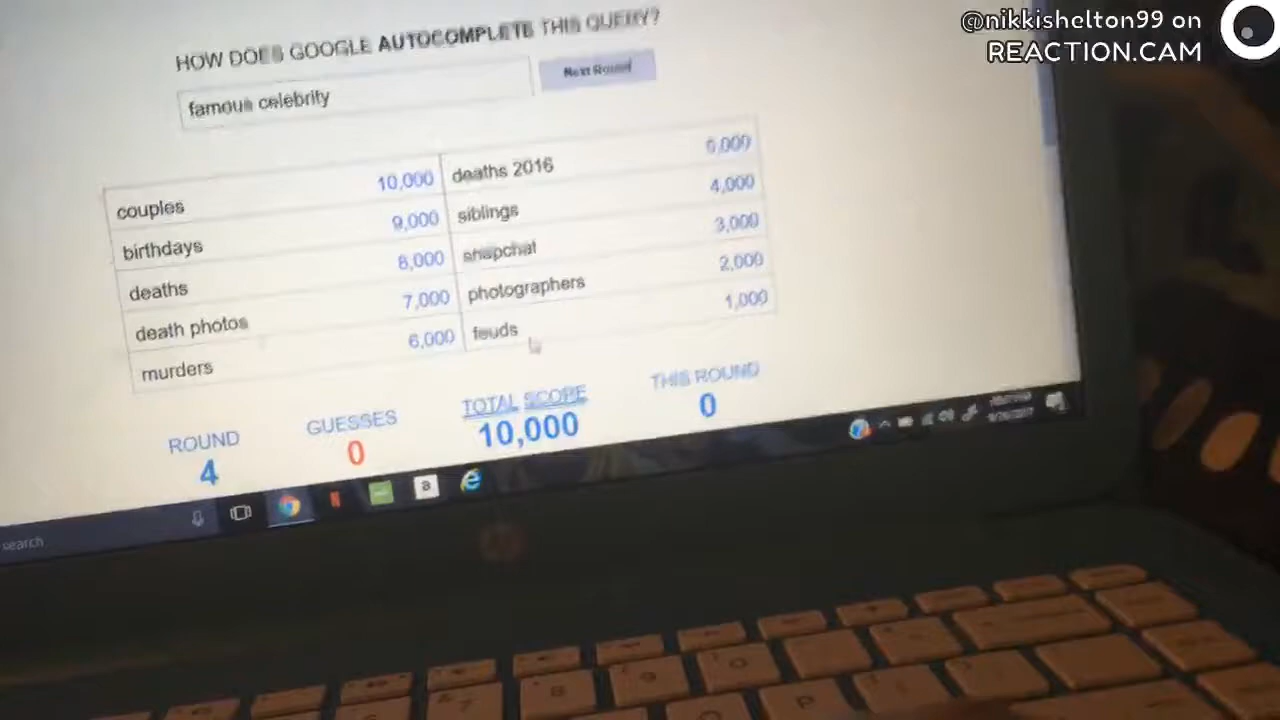 @nikkishelton99 on
REACTION.CAM
HOW DOES GOOGLE AUTOCOMPLETE THIS QUERY?
famous celebrity
Next Round
couples 10,000
birthdays 9,000
deaths 8,000
death photos 7,000
murders 6,000
deaths 2016 5,000
siblings 4,000
snapchat 3,000
photographers 2,000
feuds 1,000
ROUND
4
GUESSES
0
TOTAL SCORE
10,000
THIS ROUND
0
search
a